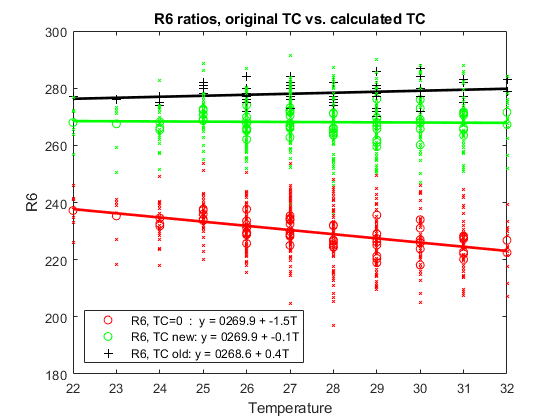 R6 ratios, original TC vs. calculated TC
300
280
260
240
220
200
180
R6
R6, TC=0 : y = 0269.9 + -1.5T
R6, TC new: y = 0269.9 + -0.1T
R6, TC old: y = 0268.6 + 0.4T
22 23 24 25 26 27 28 29 30 31 32
Temperature